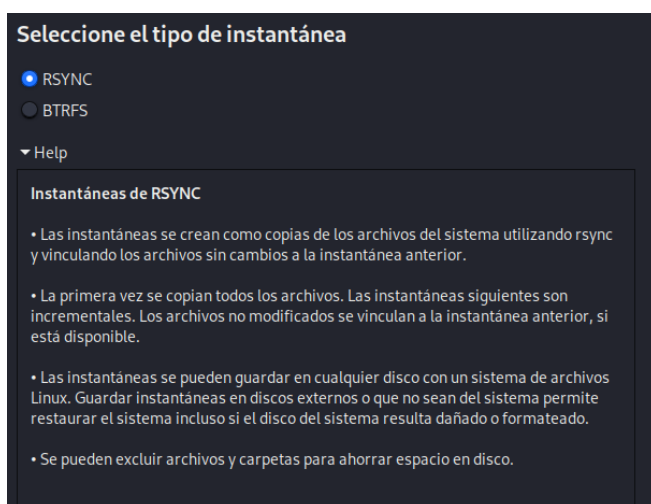 Seleccione el tipo de instantánea
RSYNC
BTRFS
Help
Instantáneas de RSYNC
• Las instantáneas se crean como copias de los archivos del sistema utilizando rsync
y vinculando los archivos sin cambios a la instantánea anterior.
• La primera vez se copian todos los archivos. Las instantáneas siguientes son
incrementales. Los archivos no modificados se vinculan a la instantánea anterior, si
está disponible.
• Las instantáneas se pueden guardar en cualquier disco con un sistema de archivos
Linux. Guardar instantáneas en discos externos o que no sean del sistema permite
restaurar el sistema incluso si el disco del sistema resulta dañado o formateado.
• Se pueden excluir archivos y carpetas para ahorrar espacio en disco.